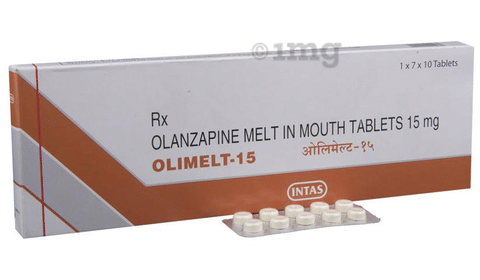 1mg
1 x 7 x 10 Tablets
Rx
OLANZAPINE MELT IN MOUTH TABLETS 15 mg
OLIMELT-15
ओलिमेल्ट-१५
INTAS